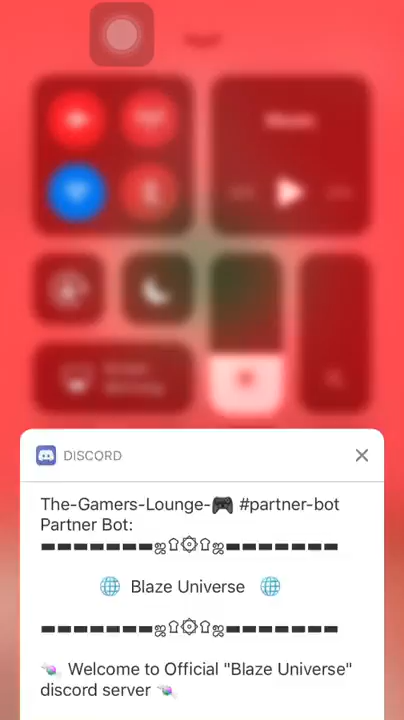 DISCORD
The-Gamers-Lounge-🎮 #partner-bot
Partner Bot:
▬▬▬▬▬▬▬ஜ۩۞۩ஜ▬▬▬▬▬▬▬
🌐 Blaze Universe 🌐
▬▬▬▬▬▬▬ஜ۩۞۩ஜ▬▬▬▬▬▬▬
🍬 Welcome to Official "Blaze Universe"
discord server 🍬